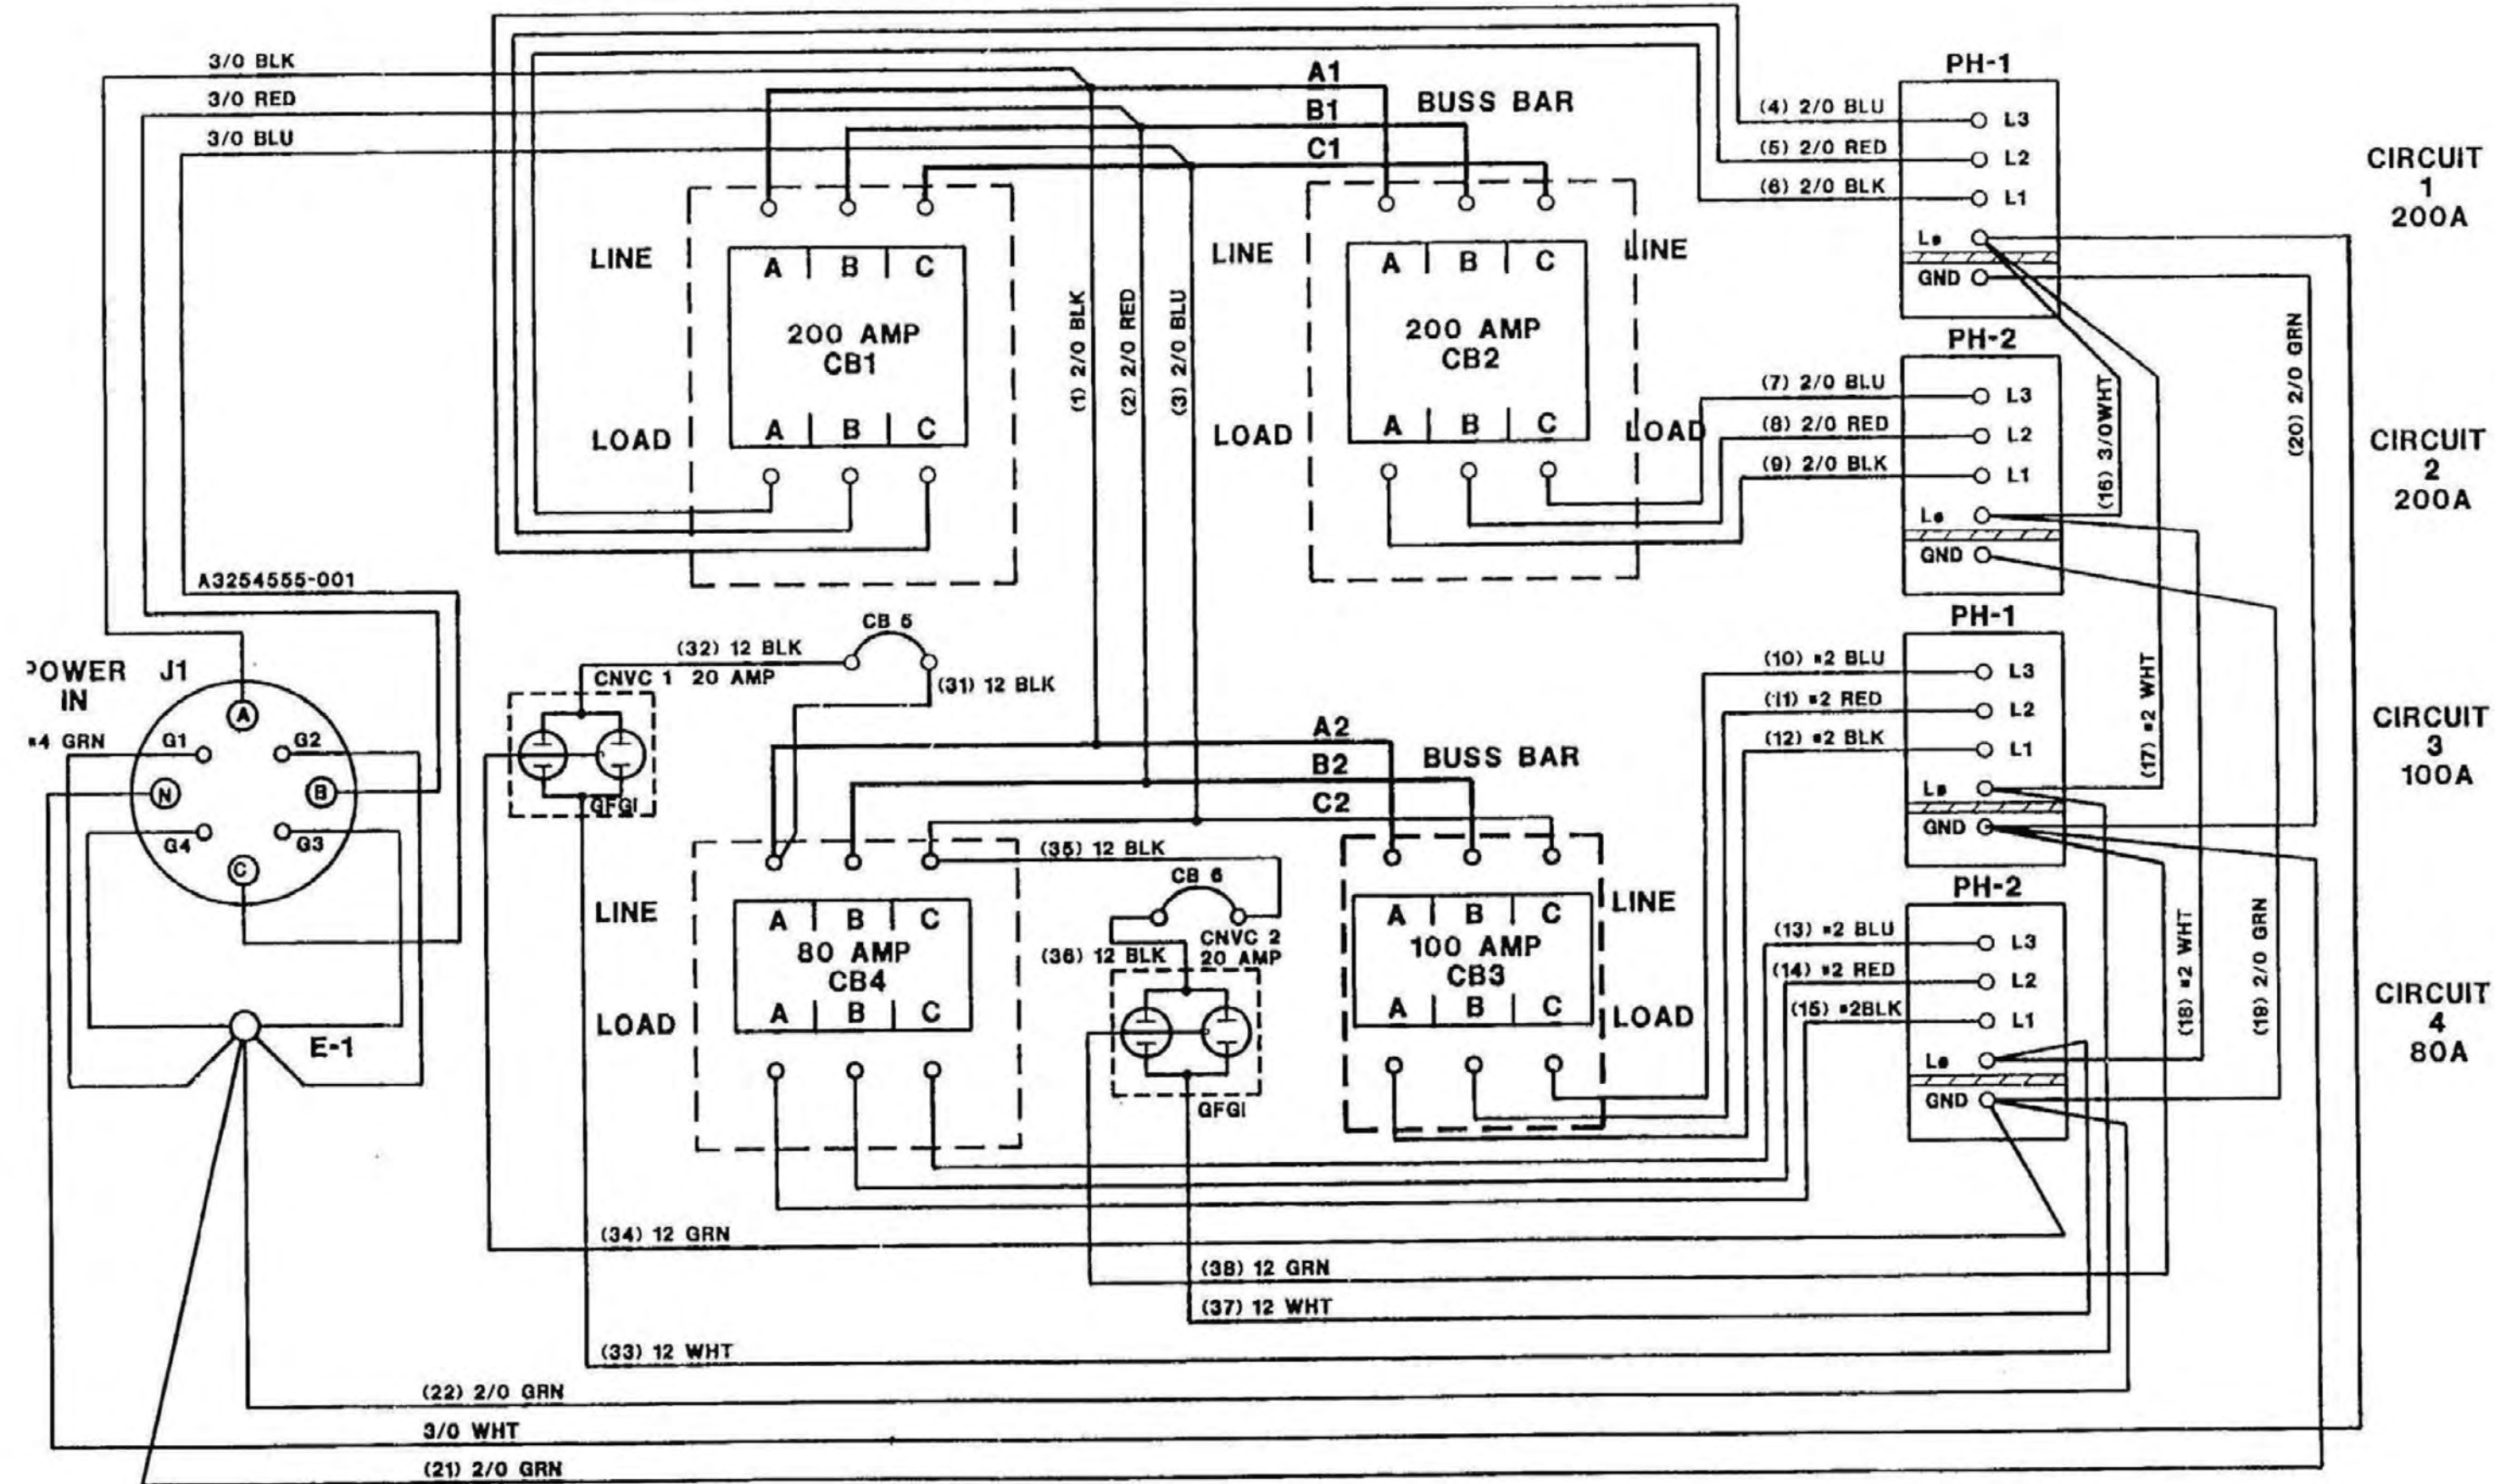 3/0 BLK
3/0 RED
3/0 BLU
A1
B1
C1
BUSS BAR
PH-1
(4) 2/0 BLU
L3
(5) 2/0 RED
L2
(6) 2/0 BLK
L1
GND
CIRCUIT
1
200A
LINE
A B C
200 AMP
CB1
LOAD
A B C
(1) 2/0 BLK
(2) 2/0 RED
(3) 2/0 BLU
LINE
LINE
A B C
200 AMP
CB2
LOAD
LOAD
A B C
PH-2
(7) 2/0 BLU
L3
(8) 2/0 RED
L2
(9) 2/0 BLK
L1
GND
(16) 3/0WHT
(20) 2/0 GRN
CIRCUIT
2
200A
A3254555-001
POWER
IN
J1
#4 GRN
A
G1
G2
N
B
G4
G3
C
E-1
CB 5
(32) 12 BLK
CNVC 1 20 AMP
(31) 12 BLK
GFGI
A2
B2
C2
BUSS BAR
PH-1
(10) #2 BLU
L3
(11) #2 RED
L2
(12) #2 BLK
L1
GND
(17) #2 WHT
CIRCUIT
3
100A
LINE
A B C
80 AMP
CB4
LOAD
A B C
(35) 12 BLK
CB 6
CNVC 2
20 AMP
(36) 12 BLK
GFGI
LINE
A B C
100 AMP
CB3
LOAD
A B C
PH-2
(13) #2 BLU
L3
(14) #2 RED
L2
(15) #2BLK
L1
GND
(18) #2 WHT
(19) 2/0 GRN
CIRCUIT
4
80A
(34) 12 GRN
(38) 12 GRN
(37) 12 WHT
(33) 12 WHT
(22) 2/0 GRN
3/0 WHT
(21) 2/0 GRN